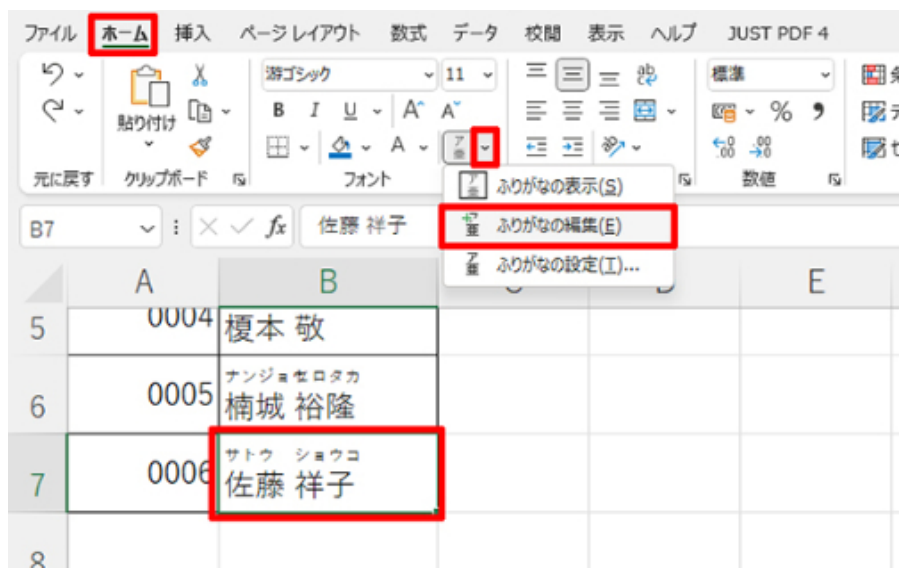 ファイル ホーム 挿入 ページ レイアウト 数式 データ 校閲 表示 ヘルプ JUST PDF 4
游ゴシック 11 標準
貼り付け B I U A A %
A ア亜
元に戻す クリップボード フォント 数値
ふりがなの表示(S)
ふりがなの編集(E)
ふりがなの設定(T)...
B7 fx 佐藤 祥子
A B E
5 0004 榎本 敬
ナンジョヒロタカ
6 0005 楠城 裕隆
サトウ ショウコ
7 0006 佐藤 祥子
8